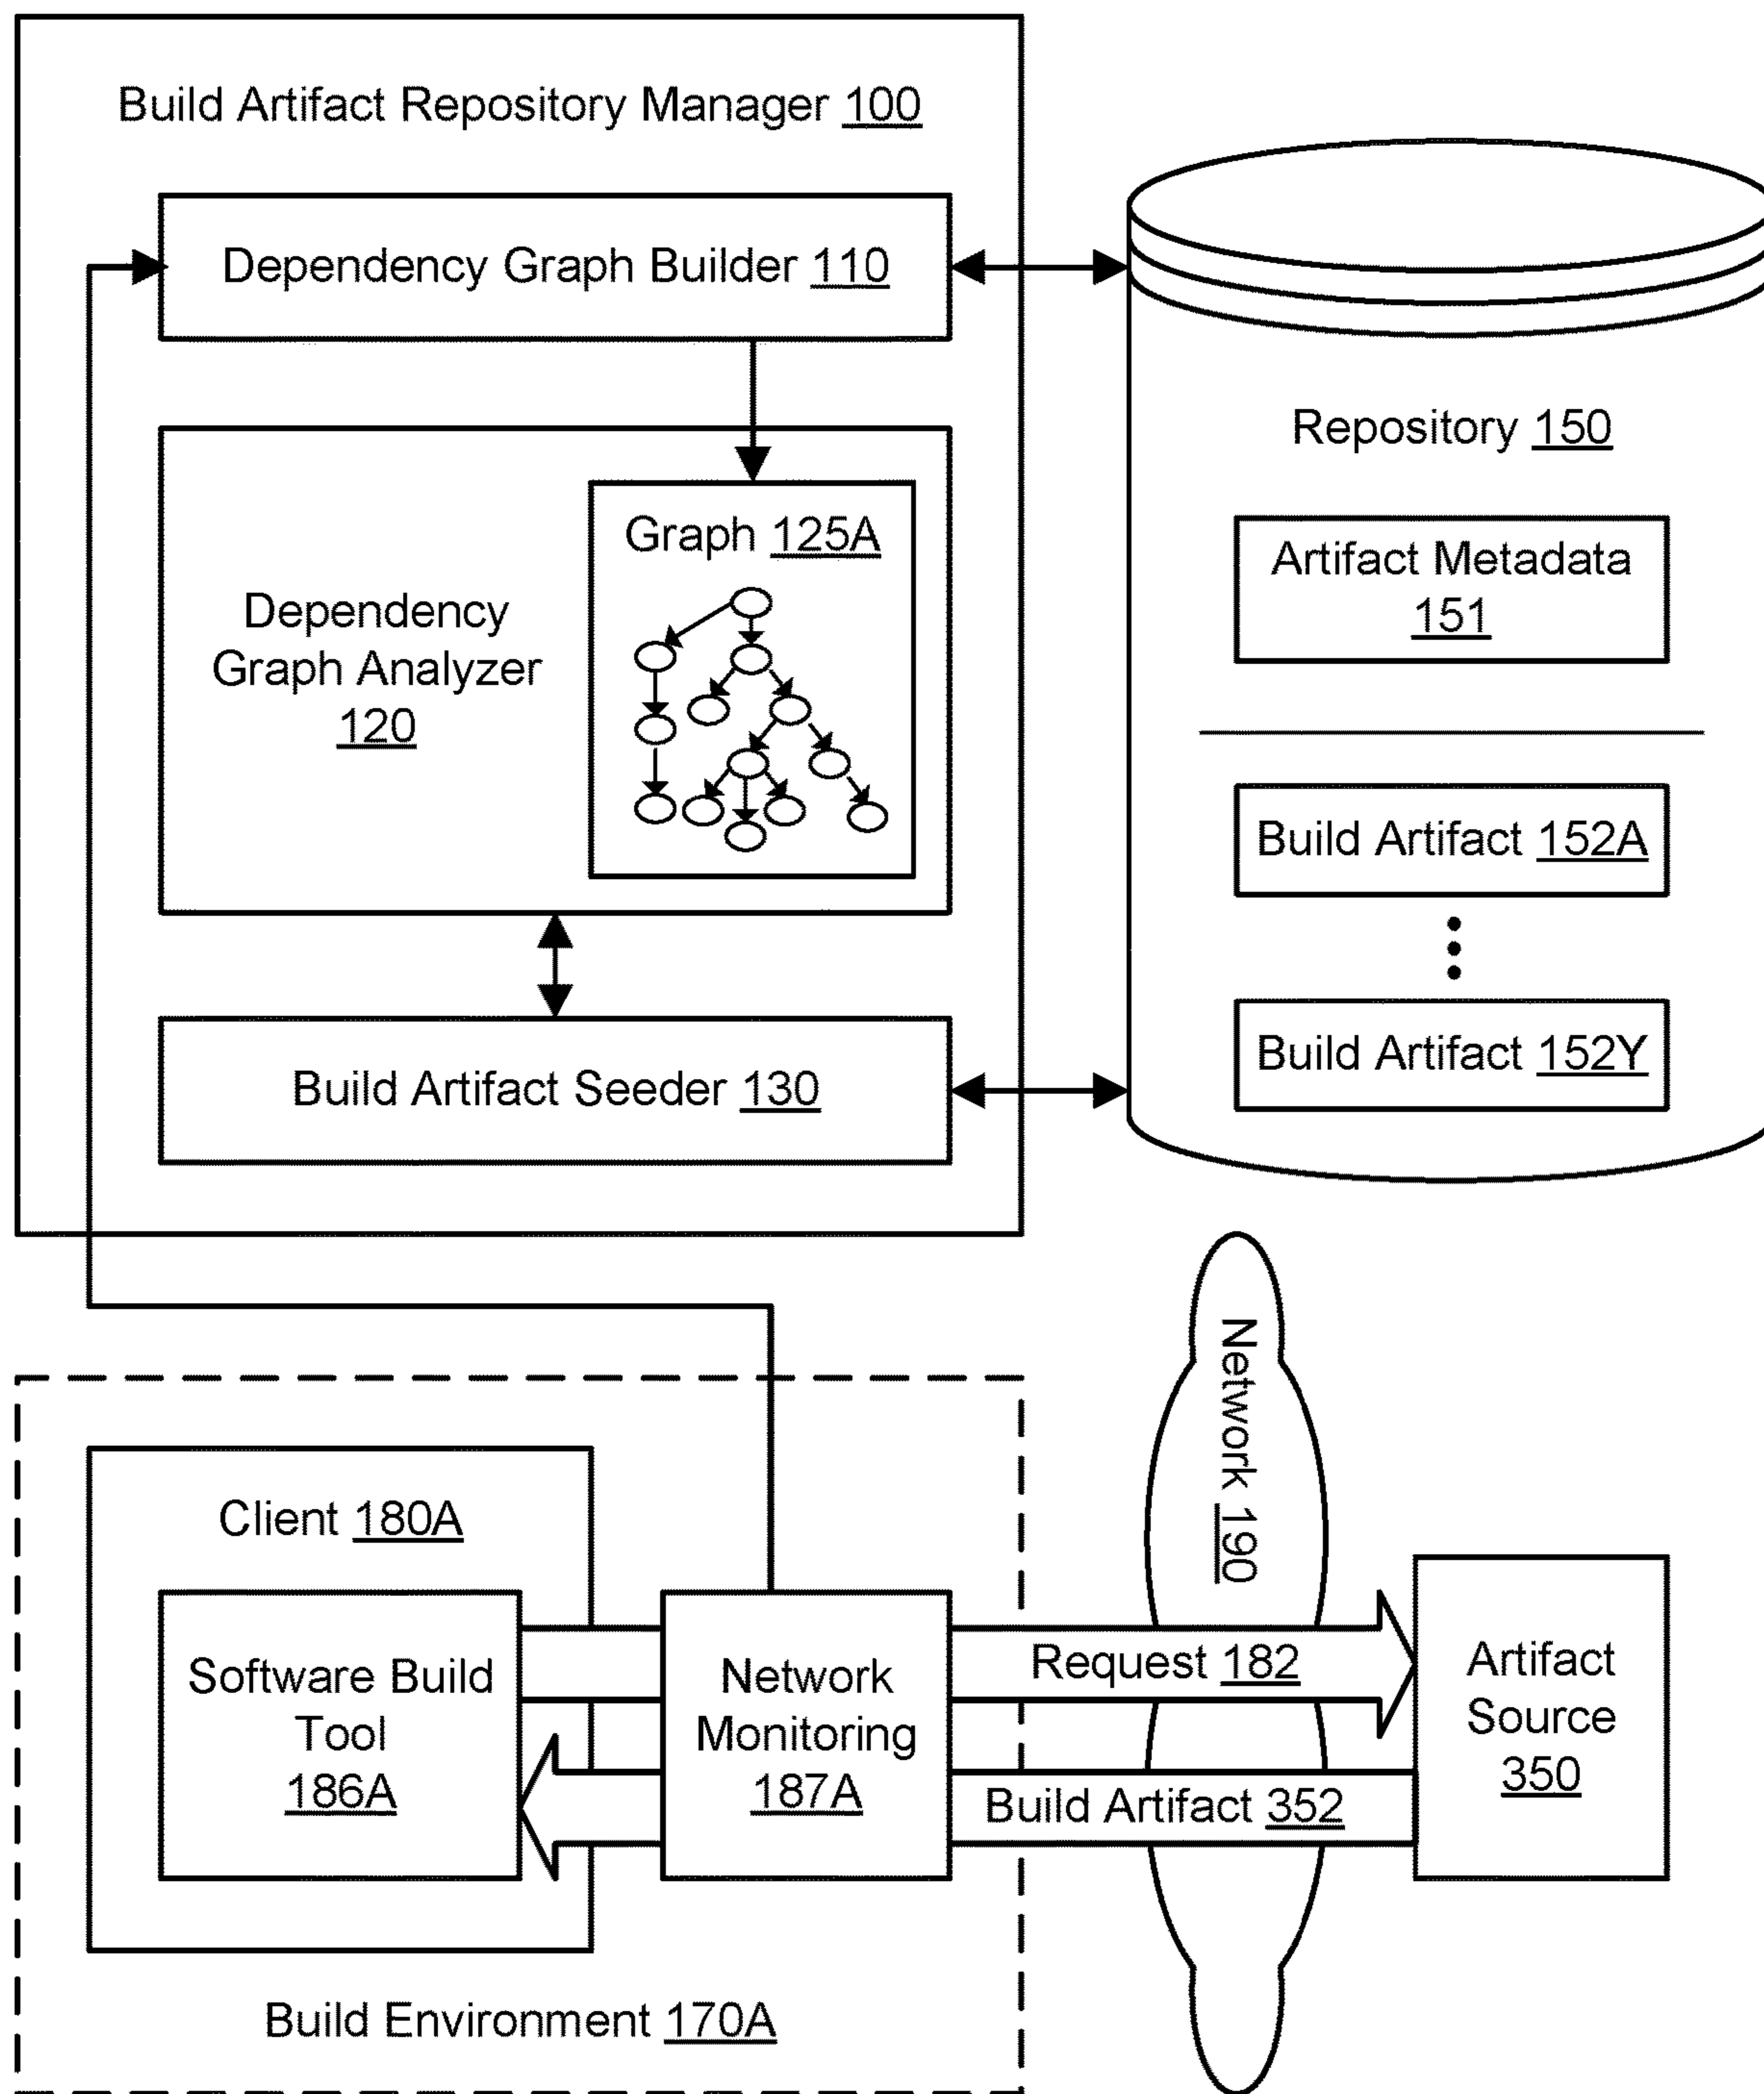 Build Artifact Repository Manager 100
Dependency Graph Builder 110
Graph 125A
Dependency
Graph Analyzer
120
Build Artifact Seeder 130
Repository 150
Artifact Metadata
151
Build Artifact 152A
Build Artifact 152Y
Network 190
Client 180A
Software Build
Tool
186A
Network
Monitoring
187A
Request 182
Build Artifact 352
Artifact
Source
350
Build Environment 170A